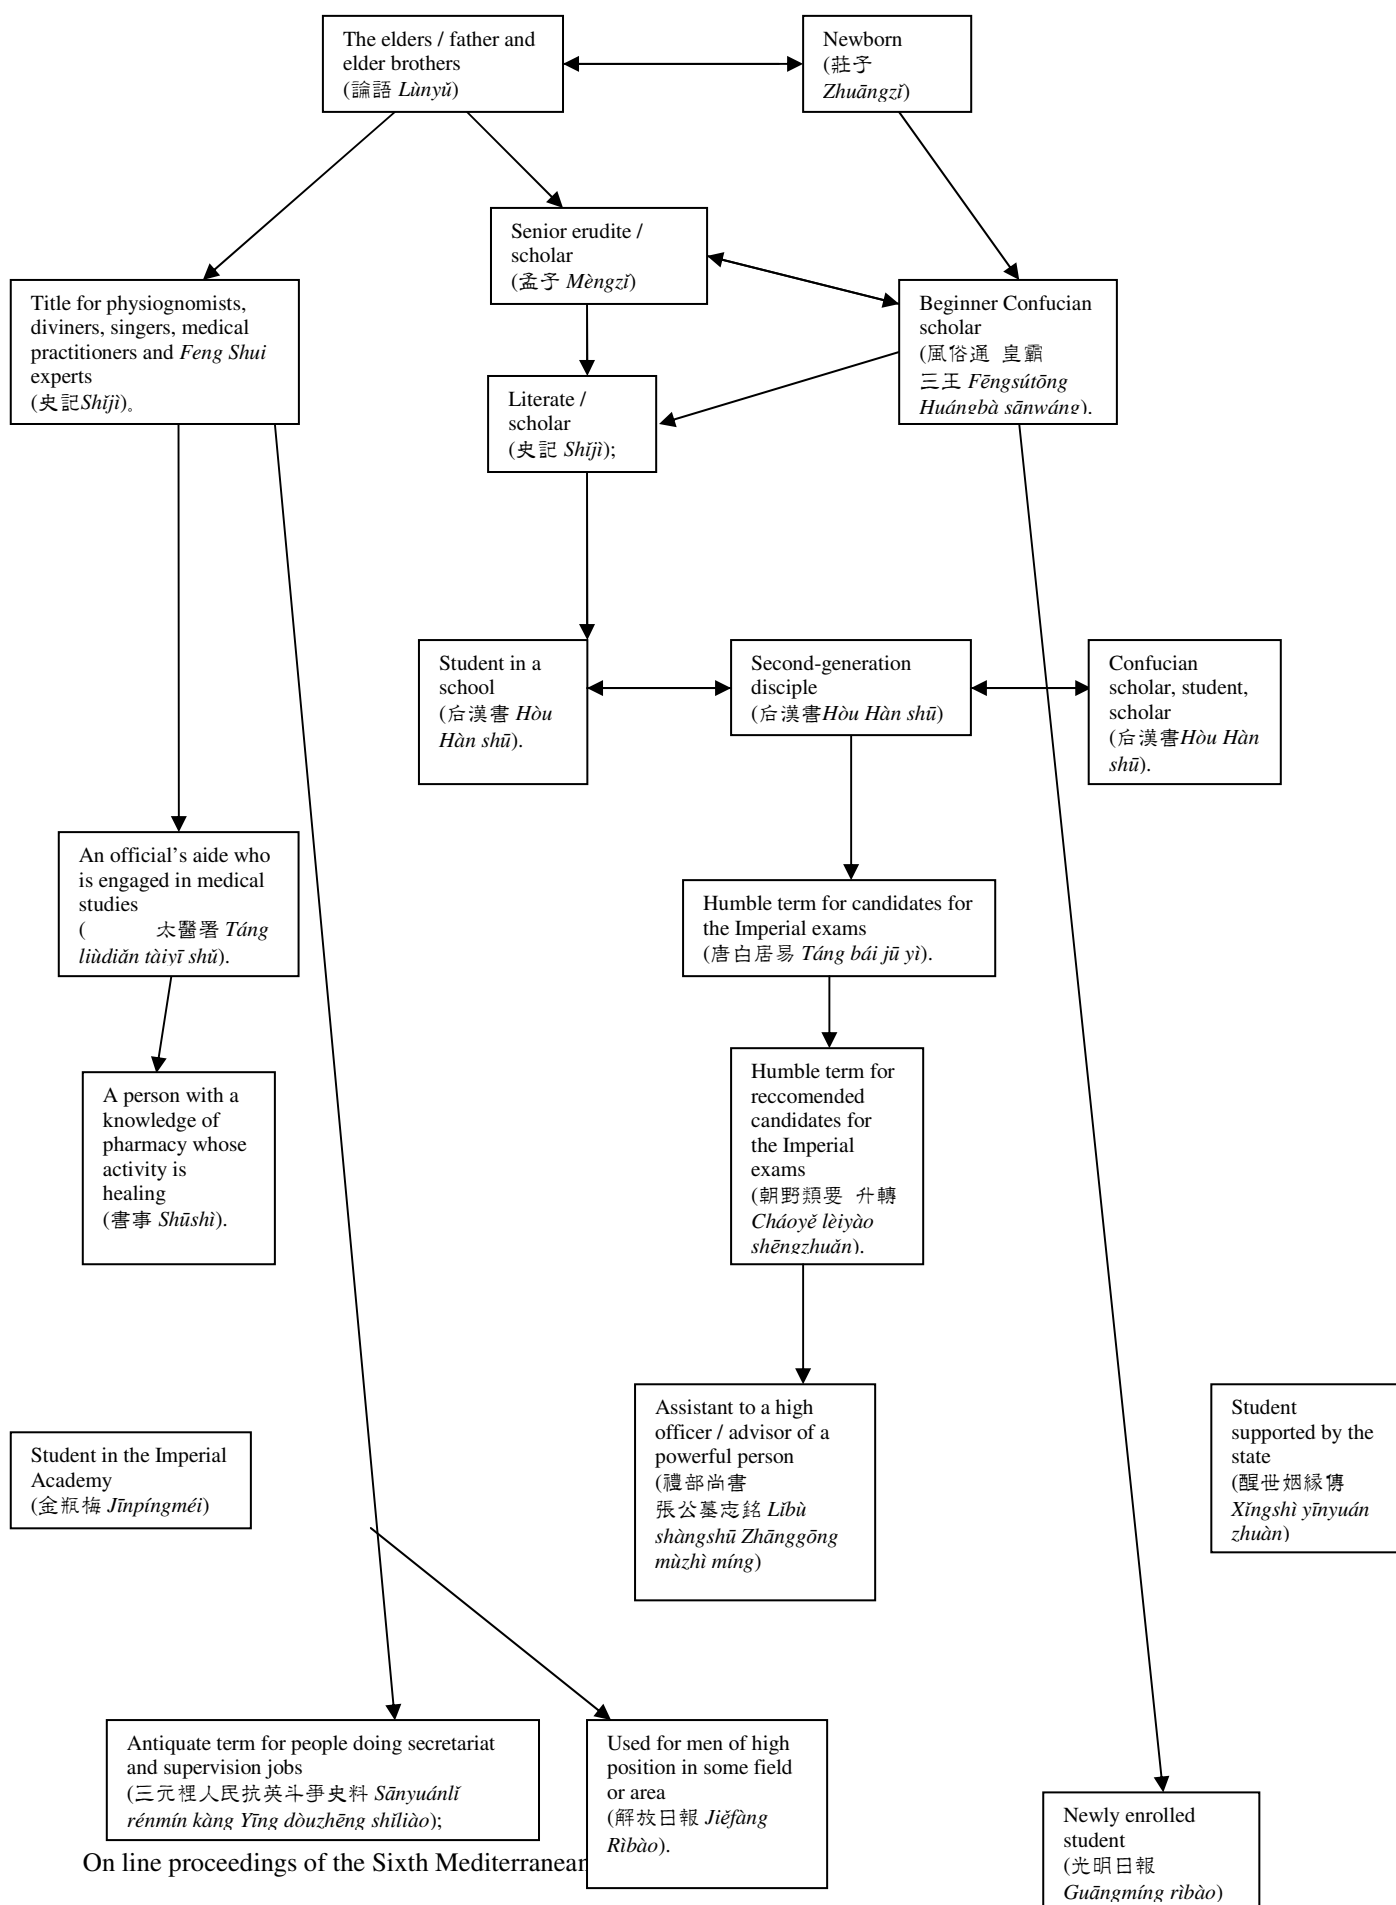 The elders / father and
elder brothers
(論語 Lùnyǔ)
Newborn
(莊子
Zhuāngzǐ)
Senior erudite /
scholar
(孟子 Mèngzǐ)
Title for physiognomists,
diviners, singers, medical
practitioners and Feng Shui
experts
(史記Shǐjì)。
Beginner Confucian
scholar
(風俗通 皇霸
三王 Fēngsútōng
Huángbà sānwáng).
Literate /
scholar
(史記 Shǐjì);
Student in a
school
(后漢書 Hòu
Hàn shū).
Second-generation
disciple
(后漢書Hòu Hàn shū)
Confucian
scholar, student,
scholar
(后漢書Hòu Hàn
shū).
An official's aide who
is engaged in medical
studies
( 太醫署 Táng
liùdiǎn tàiyī shǔ).
Humble term for candidates for
the Imperial exams
(唐白居易 Táng bái jū yì).
A person with a
knowledge of
pharmacy whose
activity is
healing
(書事 Shūshì).
Humble term for
reccomended
candidates for
the Imperial
exams
(朝野類要 升轉
Cháoyě lèiyào
shēngzhuǎn).
Student in the Imperial
Academy
(金瓶梅 Jīnpíngméi)
Assistant to a high
officer / advisor of a
powerful person
(禮部尚書
張公墓志銘 Lǐbù
shàngshū Zhānggōng
mùzhì míng)
Student
supported by the
state
(醒世姻緣傳
Xǐngshì yīnyuán
zhuàn)
Antiquate term for people doing secretariat
and supervision jobs
(三元裡人民抗英斗爭史料 Sānyuánlǐ
rénmín kàng Yīng dòuzhēng shǐliào);
Used for men of high
position in some field
or area
(解放日報 Jiěfàng
Rìbào).
Newly enrolled
student
(光明日報
Guāngmíng rìbào)
On line proceedings of the Sixth Mediterranean